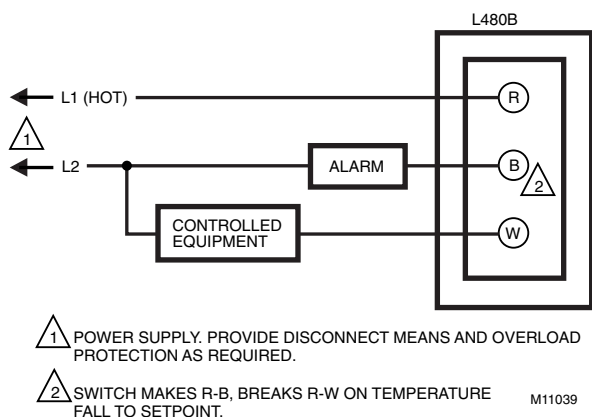 L480B
L1 (HOT)
R
1
L2
ALARM
B
2
CONTROLLED
EQUIPMENT
W
1 POWER SUPPLY. PROVIDE DISCONNECT MEANS AND OVERLOAD
PROTECTION AS REQUIRED.
2 SWITCH MAKES R-B, BREAKS R-W ON TEMPERATURE
FALL TO SETPOINT.
M11039